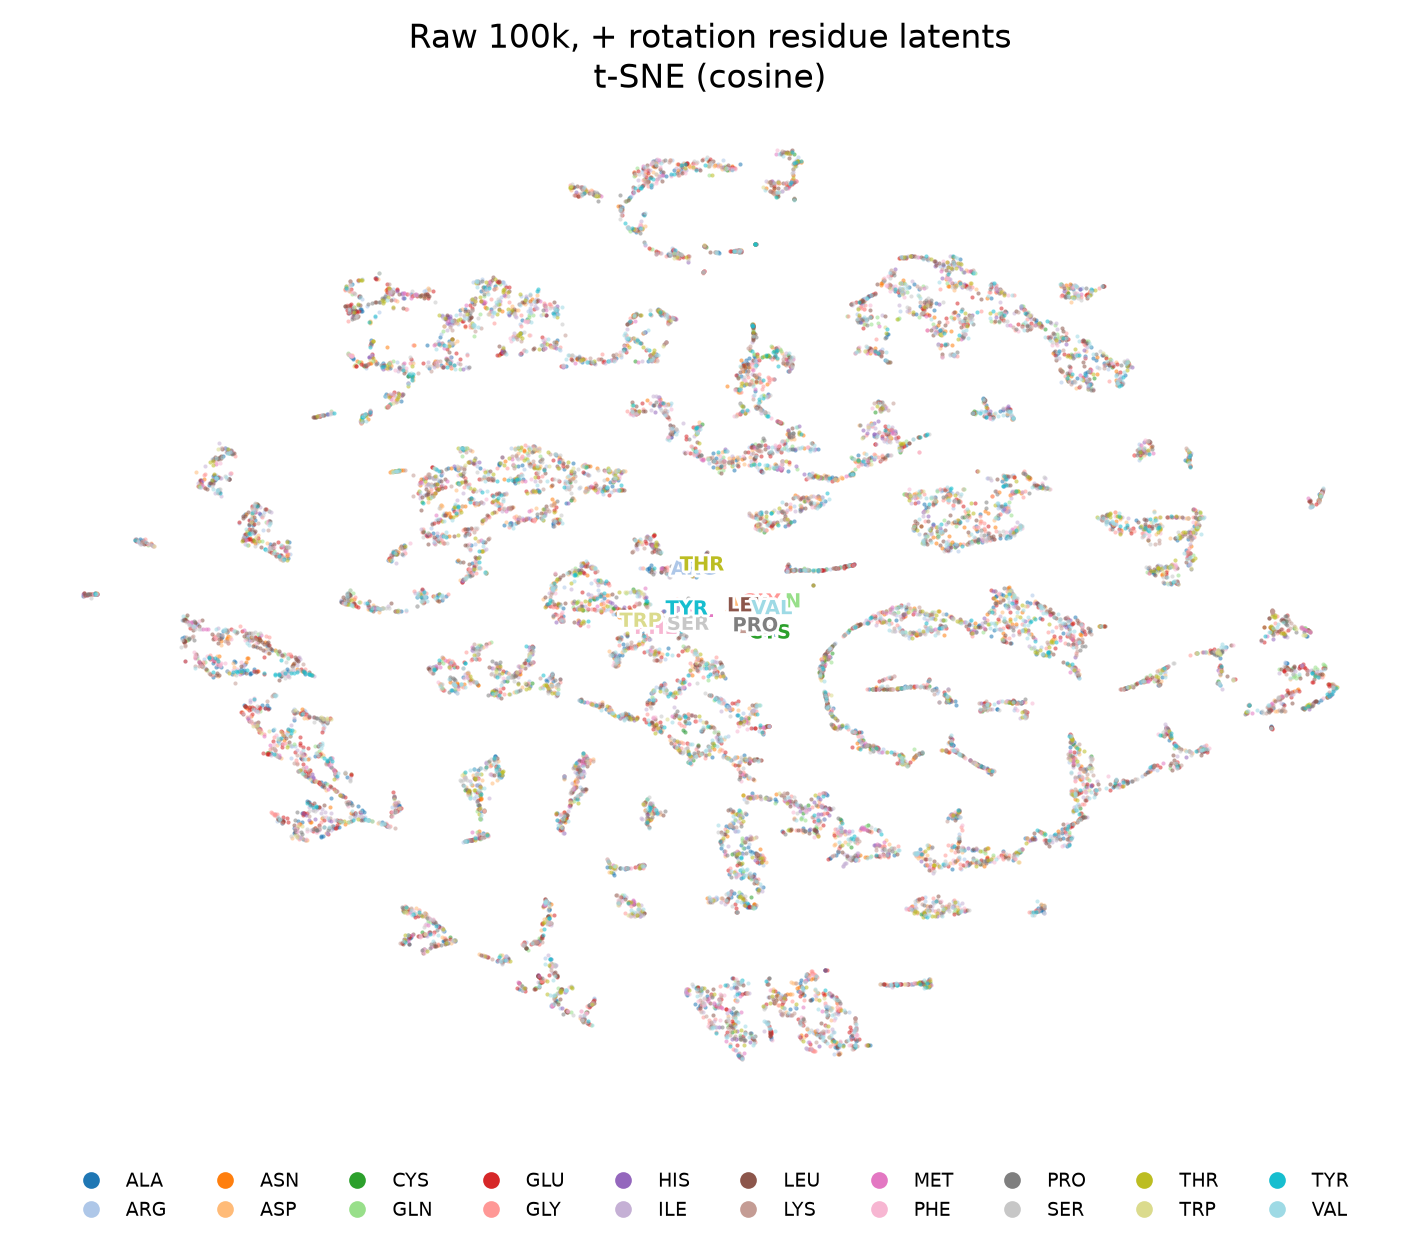 Raw 100k, + rotation residue latents
t-SNE (cosine)
THR
TYR
LE
VAL
N
TRP
SER
PRO
ALA
ASN
CYS
GLU
HIS
LEU
MET
PRO
THR
TYR
ARG
ASP
GLN
GLY
ILE
LYS
PHE
SER
TRP
VAL